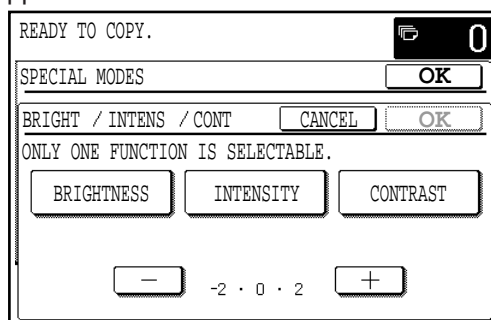 READY TO COPY. 0
SPECIAL MODES OK
BRIGHT / INTENS / CONT CANCEL OK
ONLY ONE FUNCTION IS SELECTABLE.
BRIGHTNESS INTENSITY CONTRAST
− -2 · 0 · 2 +